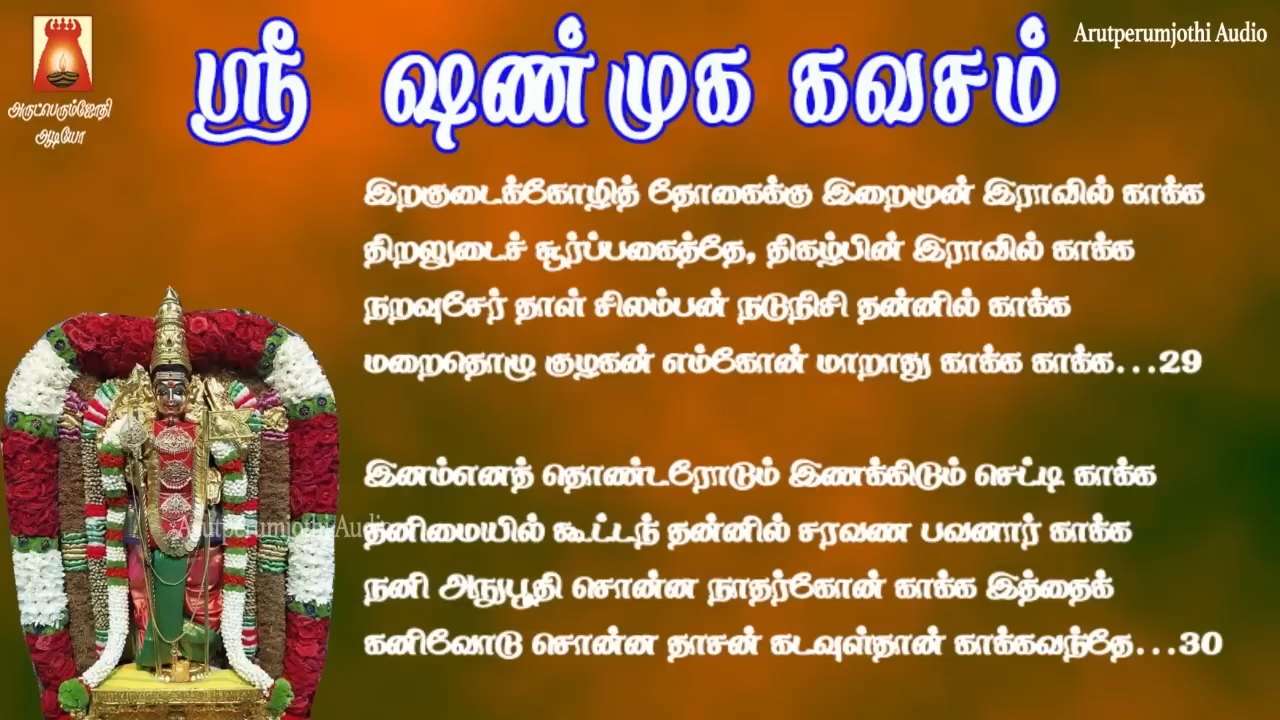 Arutperumjothi Audio
அருட்பெரும்ஜோதி
ஆடியோ
ஸ்ரீ ஷண்முக கவசம்
இறகுடைக்கோழித் தோகைக்கு இறைமுன் இராவில் காக்க
திறலுடைச் சூர்ப்பகைத்தே, திகழ்பின் இராவில் காக்க
நறவுசேர் தாள் சிலம்பன் நடுநிசி தன்னில் காக்க
மறைதொழு குழகன் எம்கோன் மாறாது காக்க காக்க...29
இனம்எனத் தொண்டரோடும் இணக்கிடும் செட்டி காக்க
தனிமையில் கூட்டந் தன்னில் சரவண பவனார் காக்க
நனி அநுபூதி சொன்ன நாதர்கோன் காக்க இத்தைக்
கனிவோடு சொன்ன தாசன் கடவுள்தான் காக்கவந்தே...30
Arutperumjothi Audio